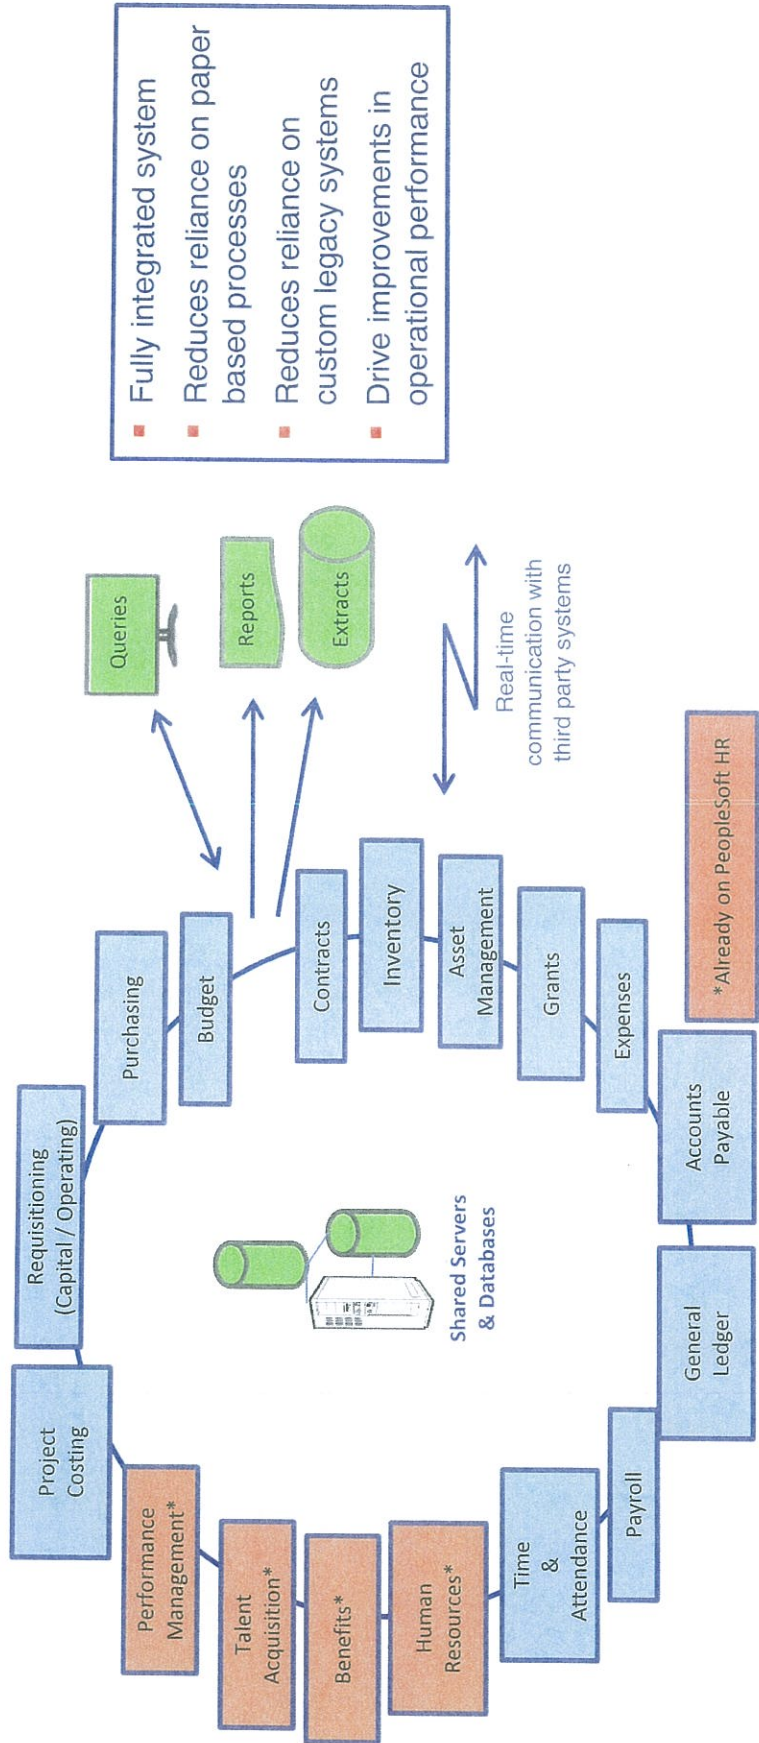 Requisitioning
(Capital / Operating)
Project
Costing
Purchasing
Performance
Management*
Budget
Talent
Acquisition*
Benefits*
Contracts
Human
Resources*
Inventory
Time
&
Attendance
Asset
Management
Grants
Payroll
Expenses
General
Ledger
Accounts
Payable
Shared Servers
& Databases
Queries
Reports
Extracts
Real-time
communication with
third party systems
*Already on PeopleSoft HR
▪ Fully integrated system
▪ Reduces reliance on paper
based processes
▪ Reduces reliance on
custom legacy systems
▪ Drive improvements in
operational performance